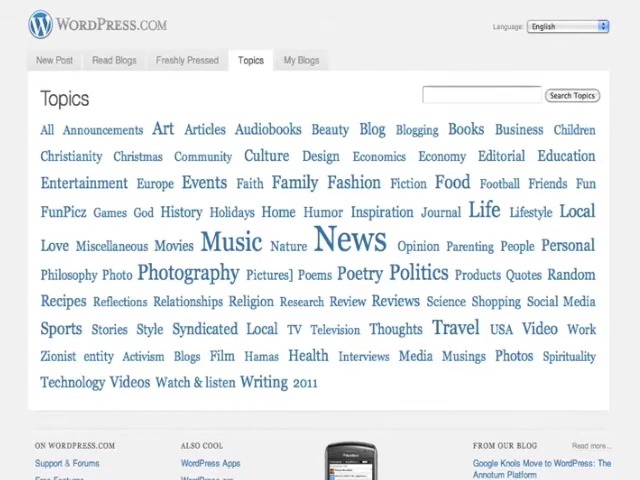 WORDPRESS.COM
Language: English
New Post Read Blogs Freshly Pressed Topics My Blogs
Topics
Search Topics
All Announcements Art Articles Audiobooks Beauty Blog Blogging Books Business Children
Christianity Christmas Community Culture Design Economics Economy Editorial Education
Entertainment Europe Events Faith Family Fashion Fiction Food Football Friends Fun
FunPicz Games God History Holidays Home Humor Inspiration Journal Life Lifestyle Local
Love Miscellaneous Movies Music Nature News Opinion Parenting People Personal
Philosophy Photo Photography Pictures] Poems Poetry Politics Products Quotes Random
Recipes Reflections Relationships Religion Research Review Reviews Science Shopping Social Media
Sports Stories Style Syndicated Local TV Television Thoughts Travel USA Video Work
Zionist entity Activism Blogs Film Hamas Health Interviews Media Musings Photos Spirituality
Technology Videos Watch & listen Writing 2011
ON WORDPRESS.COM
Support & Forums
ALSO COOL
WordPress Apps
FROM OUR BLOG Read more...
Google Knols Move to WordPress: The
Annotum Platform